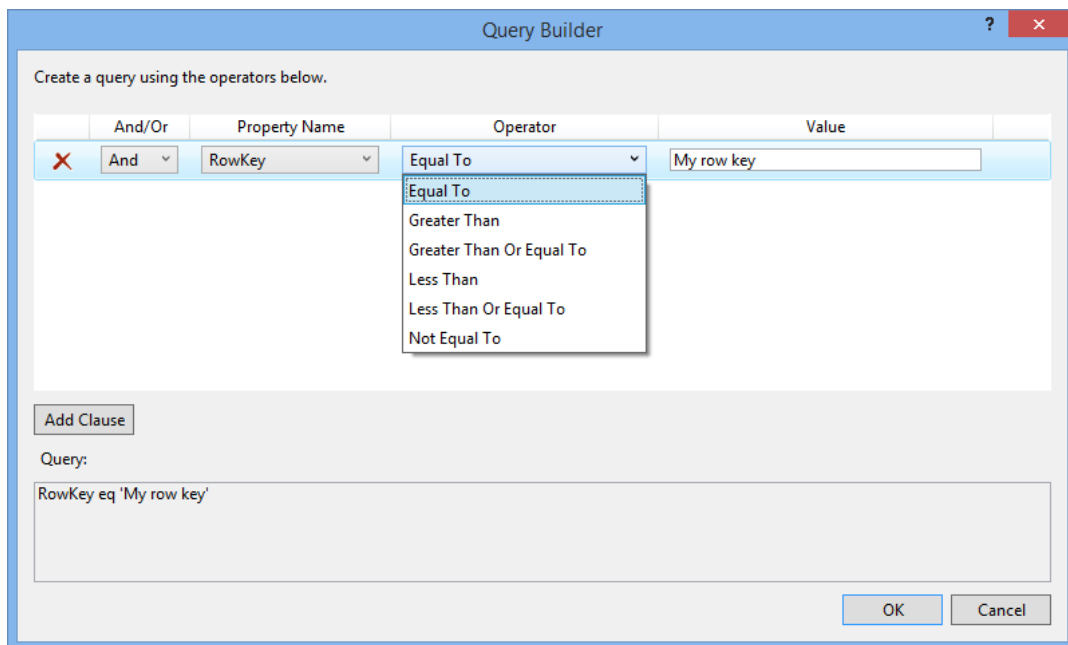 Query Builder
?
Create a query using the operators below.
And/Or Property Name Operator Value
And RowKey Equal To My row key
Equal To
Greater Than
Greater Than Or Equal To
Less Than
Less Than Or Equal To
Not Equal To
Add Clause
Query:
RowKey eq 'My row key'
OK Cancel